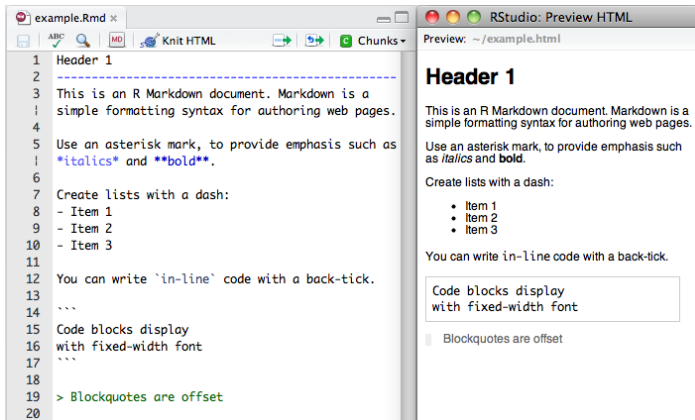 example.Rmd ×
ABC
MD
Knit HTML
C Chunks
1 Header 1
2 ------------------------------------------------
3 This is an R Markdown document. Markdown is a
¦ simple formatting syntax for authoring web pages.
4
5 Use an asterisk mark, to provide emphasis such as
¦ *italics* and **bold**.
6
7 Create lists with a dash:
8 - Item 1
9 - Item 2
10 - Item 3
11
12 You can write `in-line` code with a back-tick.
13
14 ```
15 Code blocks display
16 with fixed-width font
17 ```
18
19 > Blockquotes are offset
20
RStudio: Preview HTML
Preview: ~/example.html
Header 1
This is an R Markdown document. Markdown is a
simple formatting syntax for authoring web pages.
Use an asterisk mark, to provide emphasis such
as italics and bold.
Create lists with a dash:
• Item 1
• Item 2
• Item 3
You can write in-line code with a back-tick.
Code blocks display
with fixed-width font
Blockquotes are offset